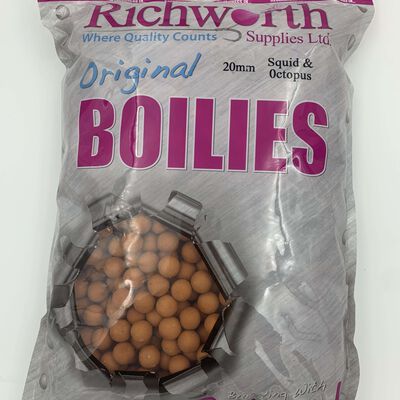 Richworth
Where Quality Counts Supplies Ltd
Original 20mm Squid & Octopus
BOILIES